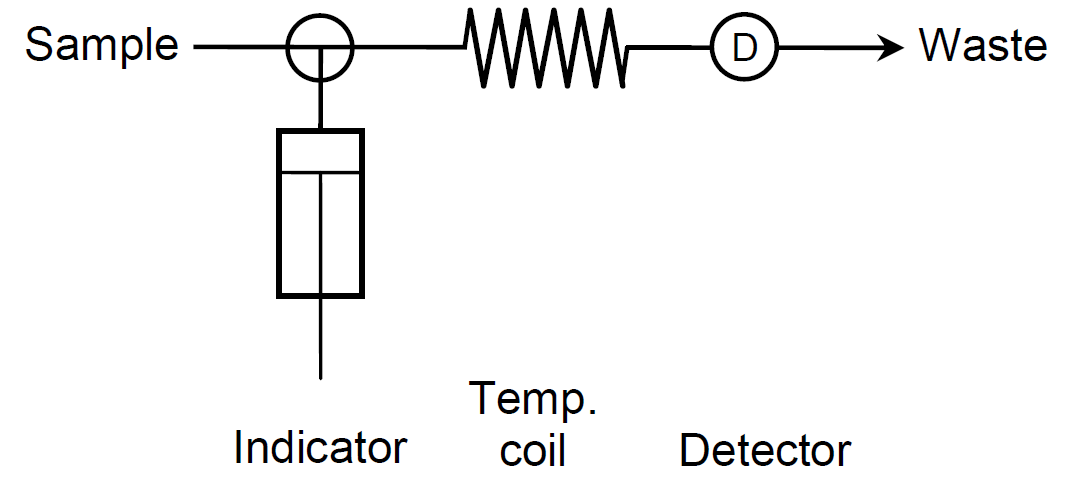 Sample
D
Waste
Indicator
Temp.
coil
Detector